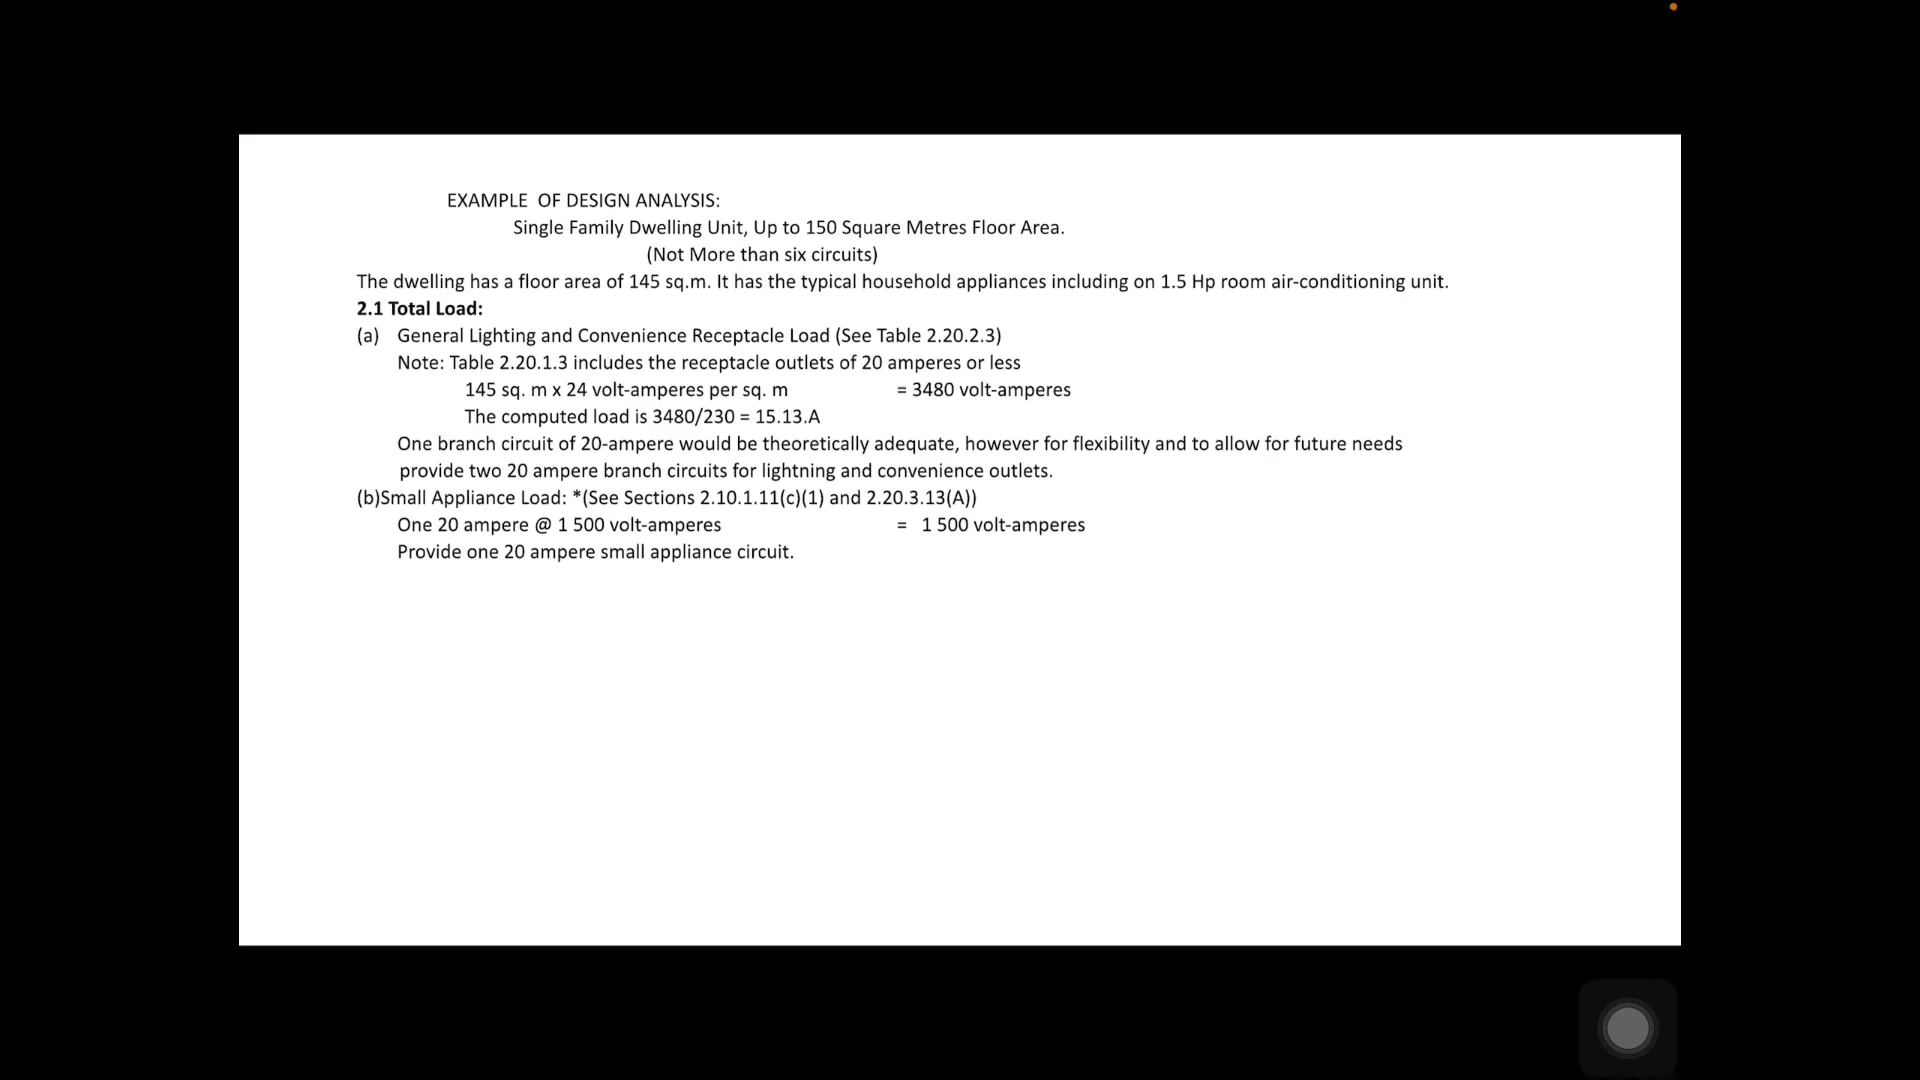 EXAMPLE OF DESIGN ANALYSIS:
Single Family Dwelling Unit, Up to 150 Square Metres Floor Area.
(Not More than six circuits)
The dwelling has a floor area of 145 sq.m. It has the typical household appliances including on 1.5 Hp room air-conditioning unit.
2.1 Total Load:
(a) General Lighting and Convenience Receptacle Load (See Table 2.20.2.3)
Note: Table 2.20.1.3 includes the receptacle outlets of 20 amperes or less
145 sq. m x 24 volt-amperes per sq. m = 3480 volt-amperes
The computed load is 3480/230 = 15.13.A
One branch circuit of 20-ampere would be theoretically adequate, however for flexibility and to allow for future needs
provide two 20 ampere branch circuits for lightning and convenience outlets.
(b)Small Appliance Load: *(See Sections 2.10.1.11(c)(1) and 2.20.3.13(A))
One 20 ampere @ 1 500 volt-amperes = 1 500 volt-amperes
Provide one 20 ampere small appliance circuit.